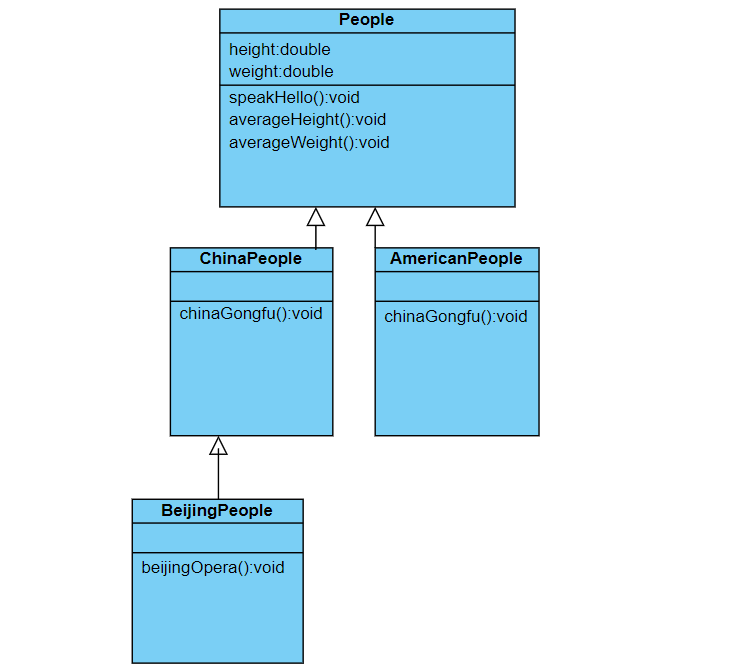 People
height:double
weight:double
speakHello():void
averageHeight():void
averageWeight():void
ChinaPeople
chinaGongfu():void
AmericanPeople
chinaGongfu():void
BeijingPeople
beijingOpera():void